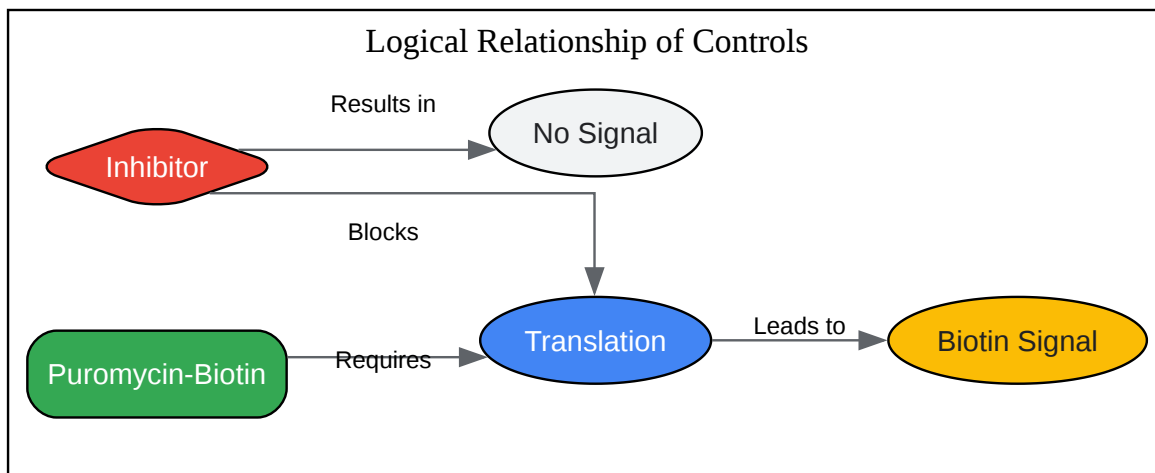 Logical Relationship of Controls
Results in
No Signal
Inhibitor
Blocks
Puromycin-Biotin
Requires
Translation
Leads to
Biotin Signal